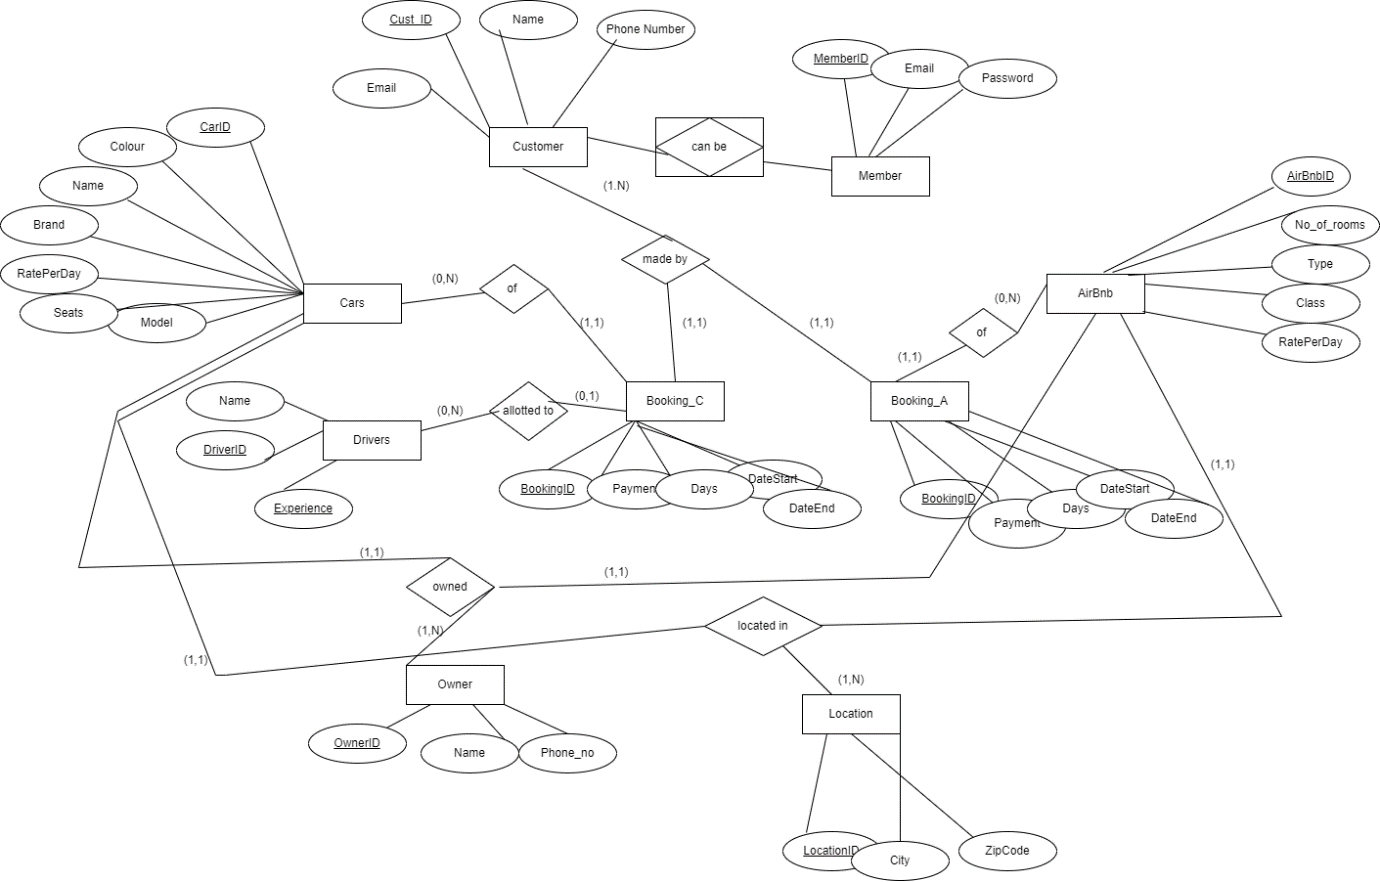 Cust_ID
Name
Phone Number
Email
Customer
can be
MemberID
Email
Password
Member
CarID
Colour
Name
Brand
RatePerDay
Seats
Model
Cars
(0,N)
of
(1,1)
(1.N)
made by
(1,1)
(1,1)
AirBnbID
No_of_rooms
Type
Class
RatePerDay
AirBnb
(0,N)
of
(1,1)
Name
DriverID
Experience
Drivers
(0,N)
allotted to
(0,1)
Booking_C
BookingID
Paymen
Days
DateStart
DateEnd
Booking_A
BookingID
Payment
Days
DateStart
DateEnd
(1,1)
(1,1)
owned
(1,1)
(1,N)
(1,1)
located in
(1,N)
Owner
OwnerID
Name
Phone_no
Location
LocationID
City
ZipCode